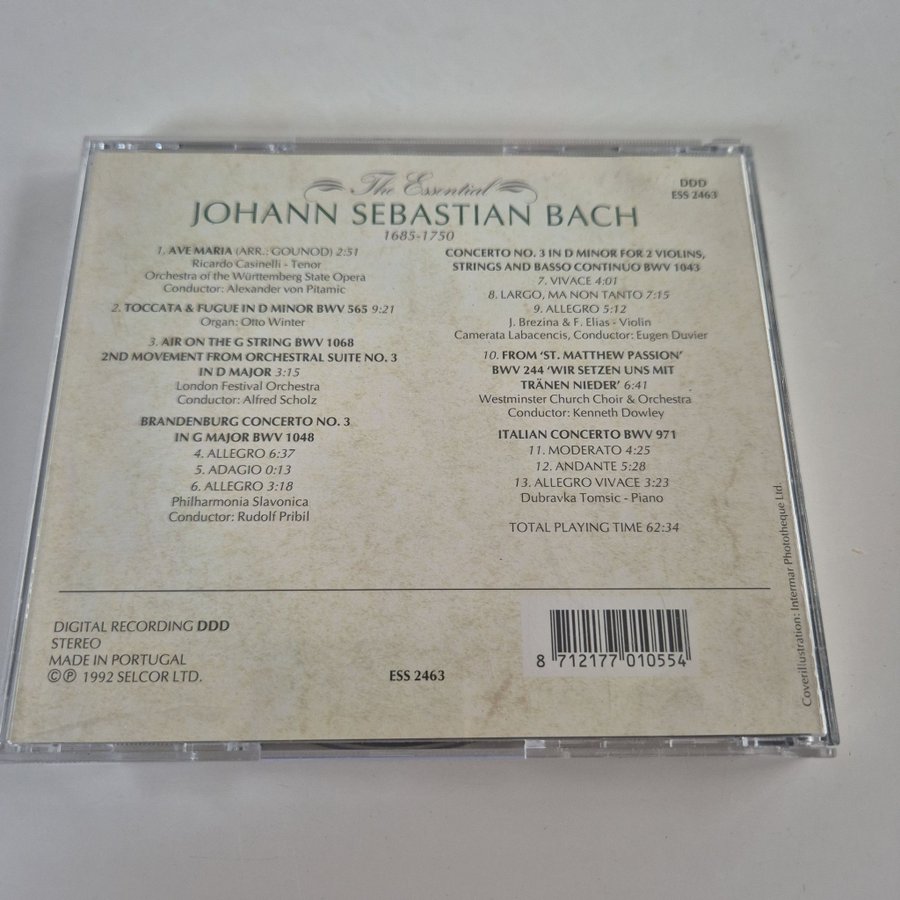 The Essential
JOHANN SEBASTIAN BACH
1685-1750
DDD
ESS 2463
1. AVE MARIA (ARR.: GOUNOD) 2:51
Ricardo Casinelli - Tenor
Orchestra of the Württemberg State Opera
Conductor: Alexander von Pitamic
2. TOCCATA & FUGUE IN D MINOR BWV 565 9:21
Organ: Otto Winter
3. AIR ON THE G STRING BWV 1068
2ND MOVEMENT FROM ORCHESTRAL SUITE NO. 3
IN D MAJOR 3:15
London Festival Orchestra
Conductor: Alfred Scholz
BRANDENBURG CONCERTO NO. 3
IN G MAJOR BWV 1048
4. ALLEGRO 6:37
5. ADAGIO 0:13
6. ALLEGRO 3:18
Philharmonia Slavonica
Conductor: Rudolf Pribil
CONCERTO NO. 3 IN D MINOR FOR 2 VIOLINS,
STRINGS AND BASSO CONTINUO BWV 1043
7. VIVACE 4:01
8. LARGO, MA NON TANTO 7:15
9. ALLEGRO 5:12
J. Brezina & F. Elias - Violin
Camerata Labacencis, Conductor: Eugen Duvier
10. FROM 'ST. MATTHEW PASSION'
BWV 244 'WIR SETZEN UNS MIT
TRÄNEN NIEDER' 6:41
Westminster Church Choir & Orchestra
Conductor: Kenneth Dowley
ITALIAN CONCERTO BWV 971
11. MODERATO 4:25
12. ANDANTE 5:28
13. ALLEGRO VIVACE 3:23
Dubravka Tomsic - Piano
TOTAL PLAYING TIME 62:34
DIGITAL RECORDING DDD
STEREO
MADE IN PORTUGAL
©℗ 1992 SELCOR LTD.
ESS 2463
8 712177 010554
Coverillustration: Intermar Phototheque Ltd.